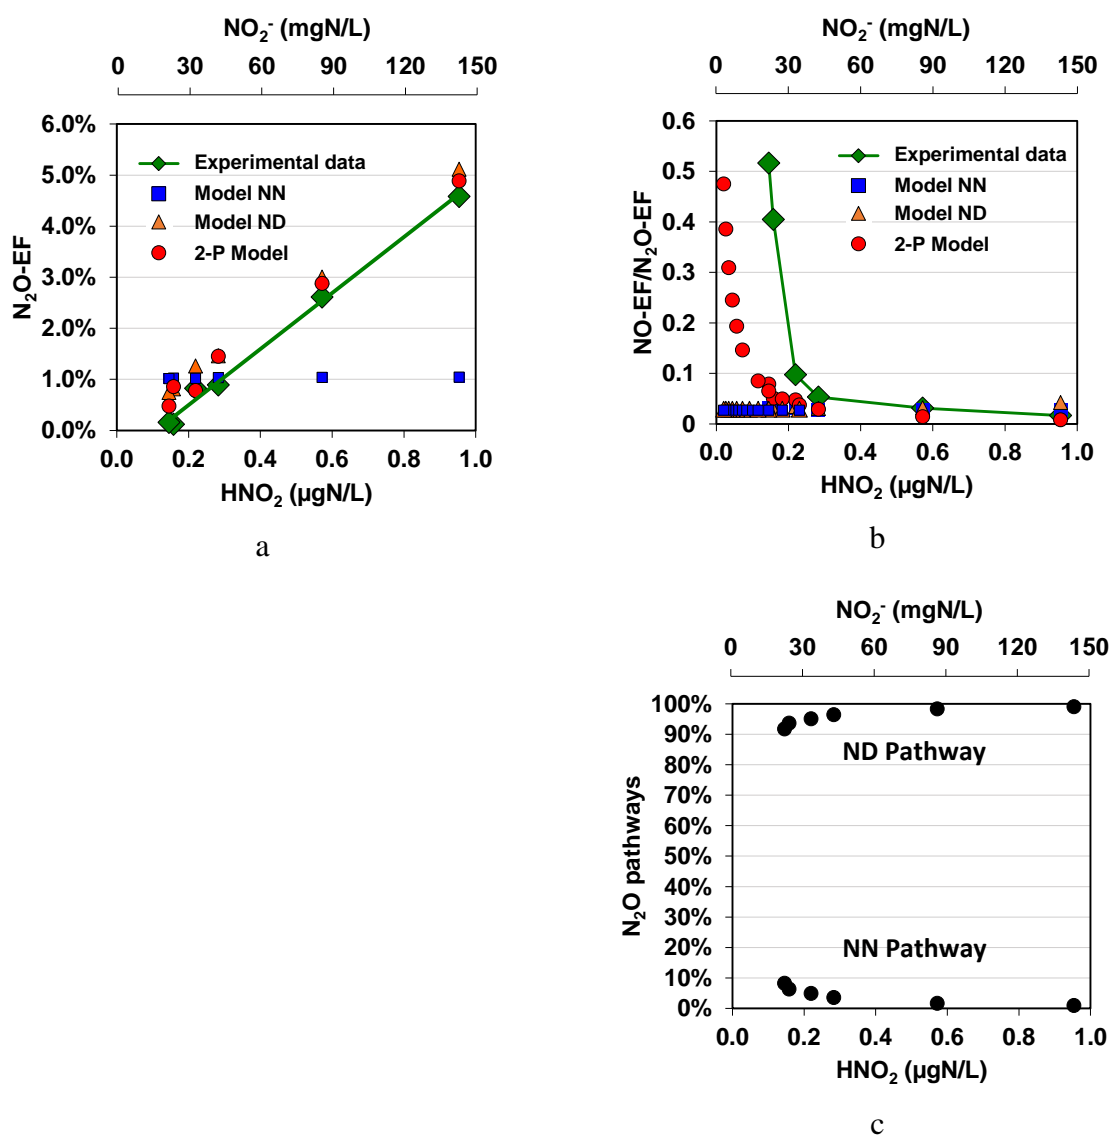 NO₂⁻ (mgN/L)
0 30 60 90 120 150
6.0%
5.0%
4.0%
3.0%
2.0%
1.0%
0.0%
N₂O-EF
Experimental data
Model NN
Model ND
2-P Model
0.0 0.2 0.4 0.6 0.8 1.0
HNO₂ (µgN/L)
a
NO₂⁻ (mgN/L)
0 30 60 90 120 150
0.6
0.5
0.4
0.3
0.2
0.1
0
NO-EF/N₂O-EF
Experimental data
Model NN
Model ND
2-P Model
0.0 0.2 0.4 0.6 0.8 1.0
HNO₂ (µgN/L)
b
NO₂⁻ (mgN/L)
0 30 60 90 120 150
100%
90%
80%
70%
60%
50%
40%
30%
20%
10%
0%
N₂O pathways
ND Pathway
NN Pathway
0.0 0.2 0.4 0.6 0.8 1.0
HNO₂ (µgN/L)
c